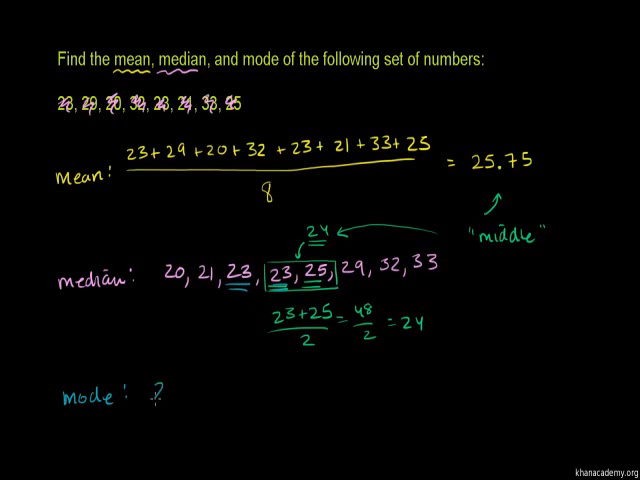 Find the mean, median, and mode of the following set of numbers:
23, 29, 20, 32, 23, 21, 33, 25
mean: 23+29+20+32+23+21+33+25 / 8 = 25.75
24
"middle"
median: 20, 21, 23, 23, 25, 29, 32, 33
23+25 / 2 = 48 / 2 = 24
mode: ?
khanacademy.org